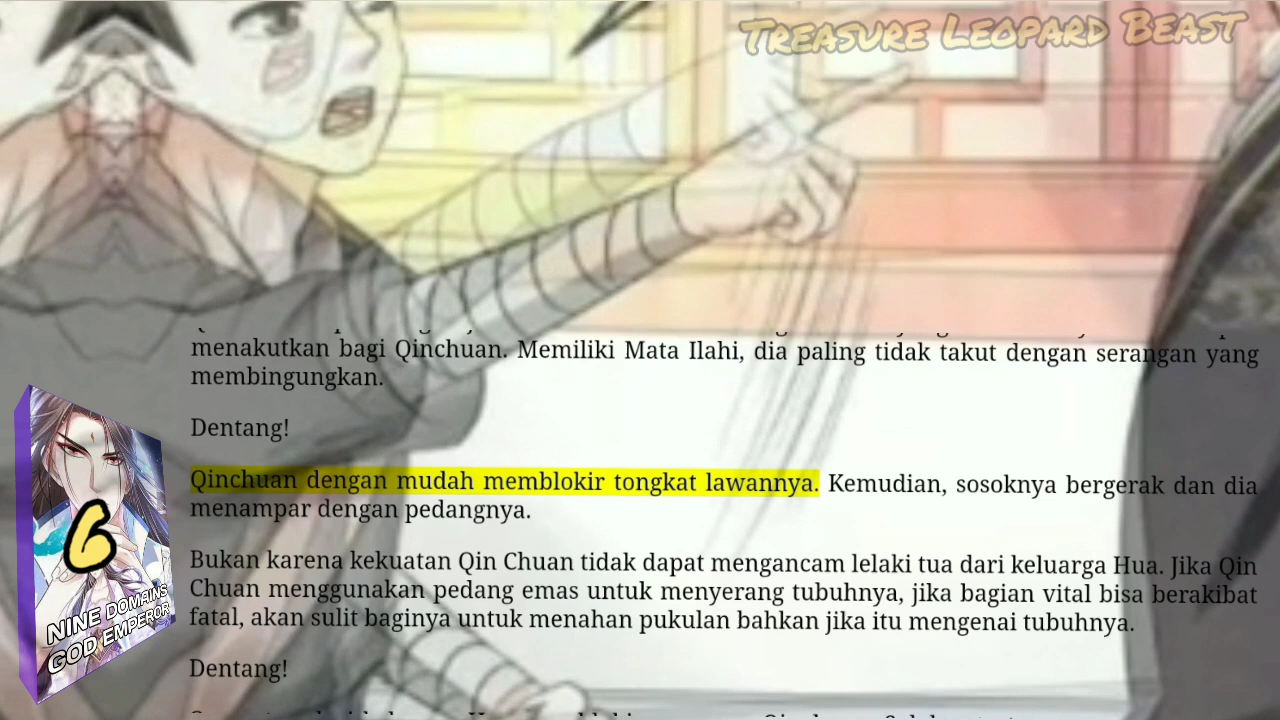 TREASURE LEOPARD BEAST
menakutkan bagi Qinchuan. Memiliki Mata Ilahi, dia paling tidak takut dengan serangan yang
membingungkan.
Dentang!
Qinchuan dengan mudah memblokir tongkat lawannya. Kemudian, sosoknya bergerak dan dia
menampar dengan pedangnya.
Bukan karena kekuatan Qin Chuan tidak dapat mengancam lelaki tua dari keluarga Hua. Jika Qin
Chuan menggunakan pedang emas untuk menyerang tubuhnya, jika bagian vital bisa berakibat
fatal, akan sulit baginya untuk menahan pukulan bahkan jika itu mengenai tubuhnya.
Dentang!
6
NINE DOMAINS
GOD EMPEROR